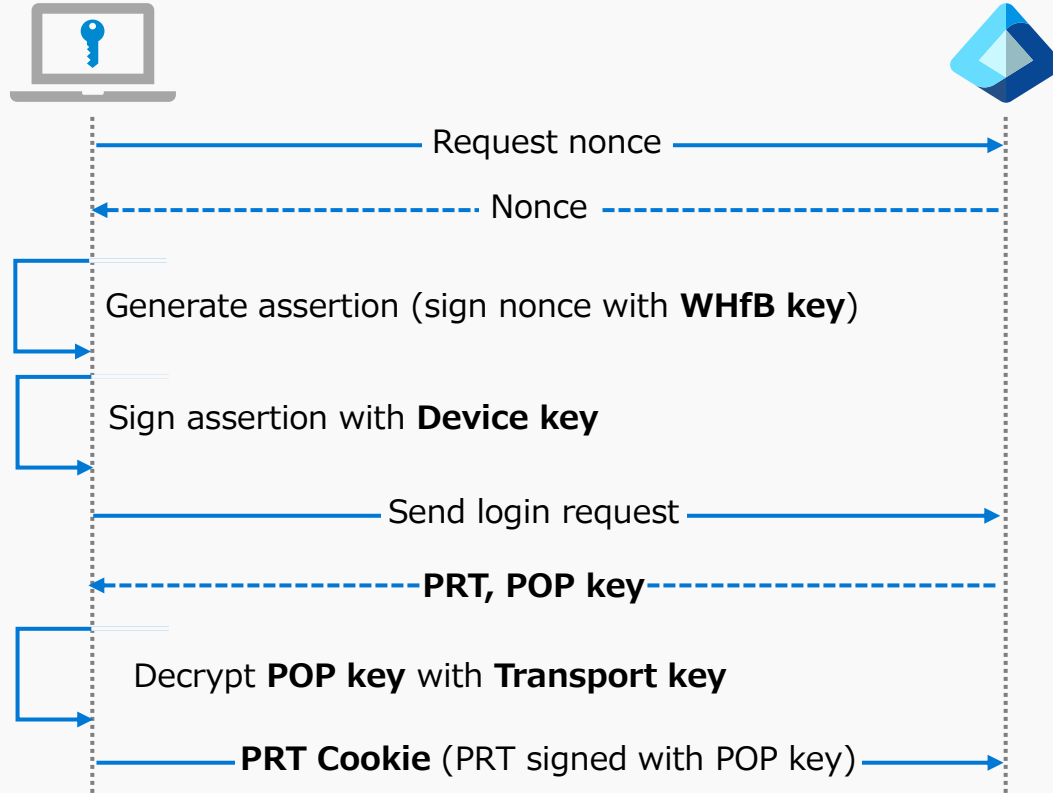 Request nonce
Nonce
Generate assertion (sign nonce with WHfB key)
Sign assertion with Device key
Send login request
PRT, POP key
Decrypt POP key with Transport key
PRT Cookie (PRT signed with POP key)